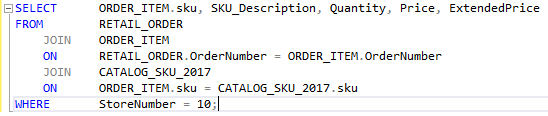 SELECT ORDER_ITEM.sku, SKU_Description, Quantity, Price, ExtendedPrice
FROM RETAIL_ORDER
JOIN ORDER_ITEM
ON RETAIL_ORDER.OrderNumber = ORDER_ITEM.OrderNumber
JOIN CATALOG_SKU_2017
ON ORDER_ITEM.sku = CATALOG_SKU_2017.sku
WHERE StoreNumber = 10;